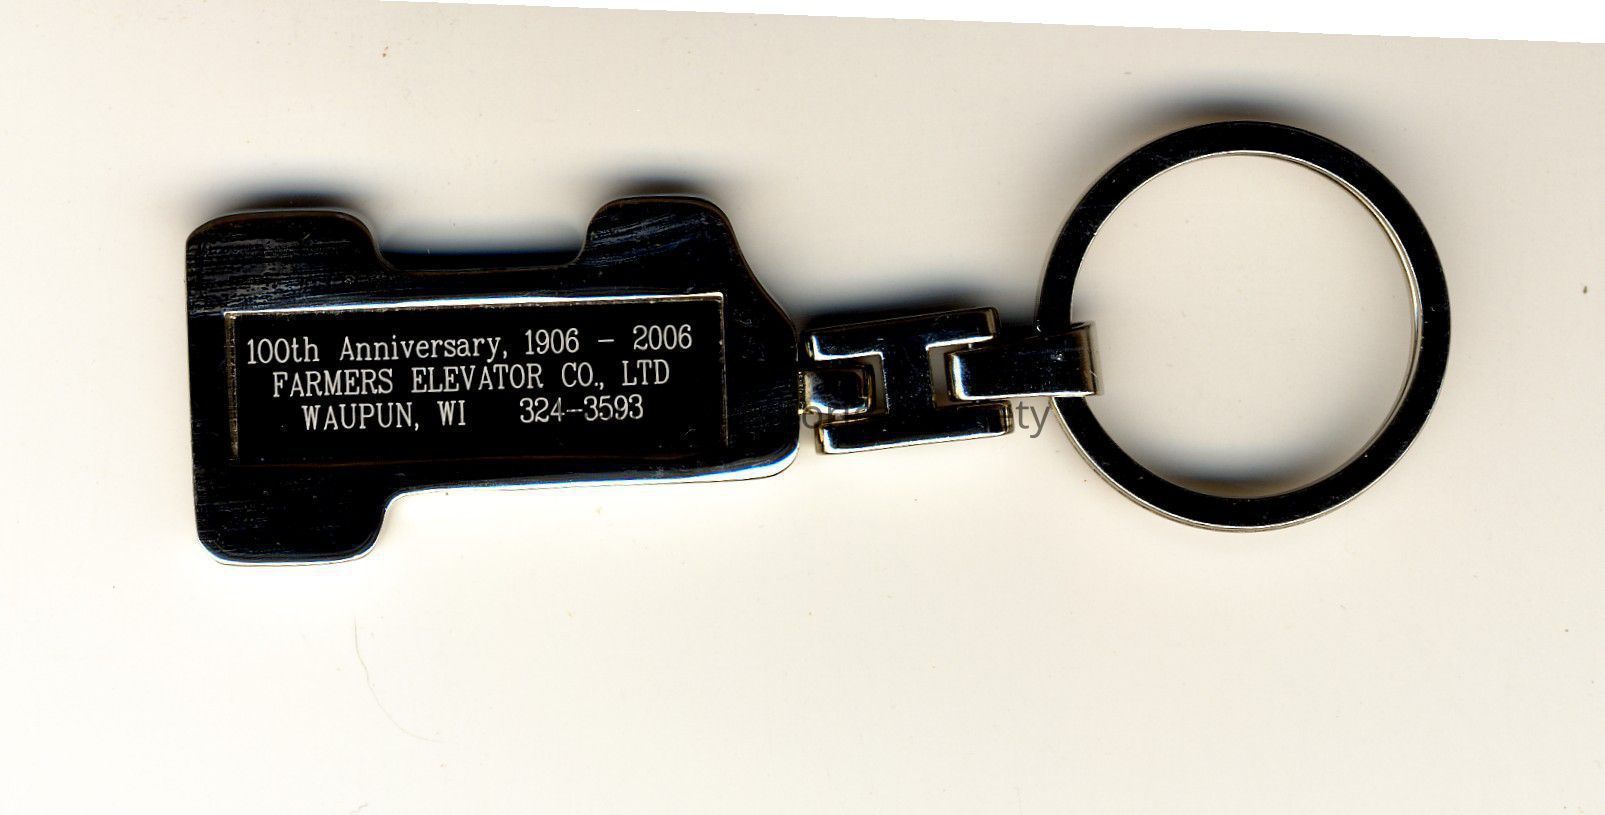 100th Anniversary, 1906 - 2006
FARMERS ELEVATOR CO., LTD
WAUPUN, WI 324-3593